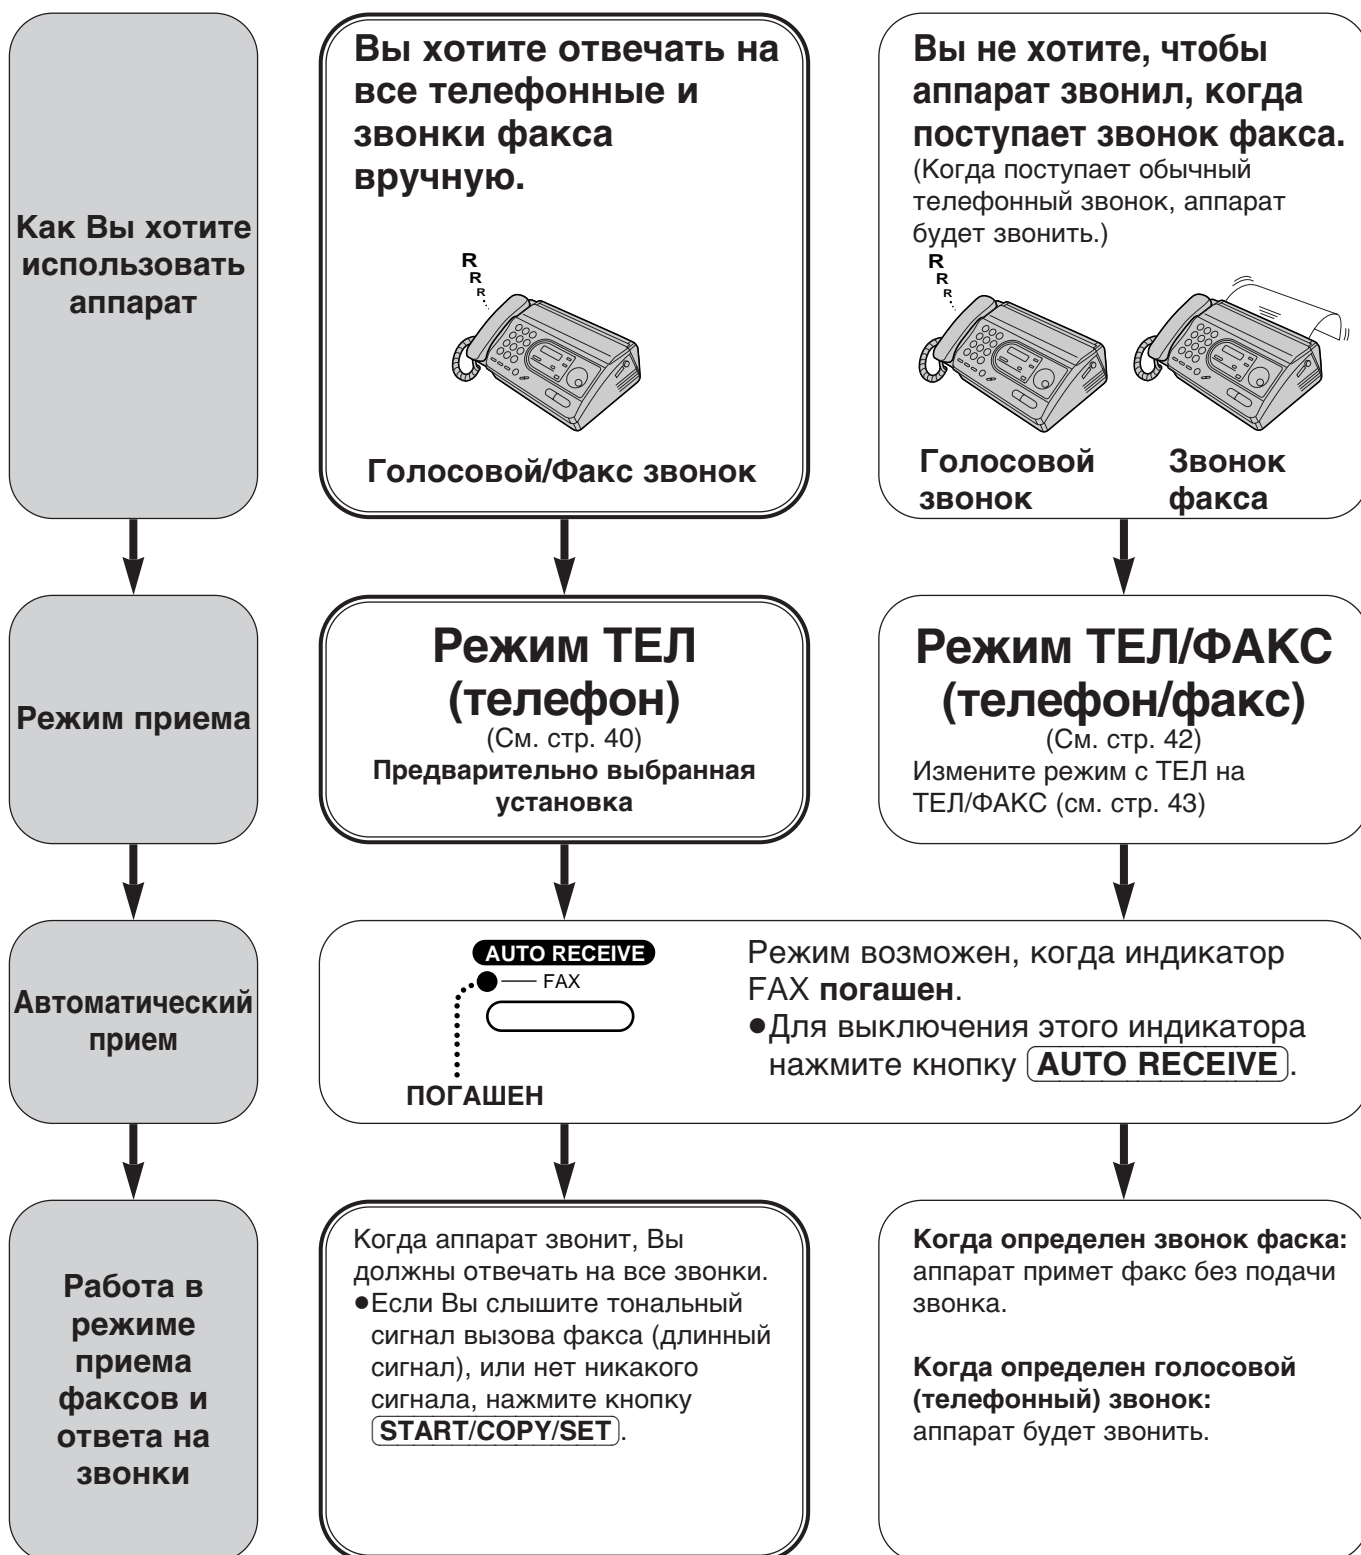 Как Вы хотите
использовать
аппарат
Вы хотите отвечать на
все телефонные и
звонки факса
вручную.
R
R
R
Голосовой/Факс звонок
Вы не хотите, чтобы
аппарат звонил, когда
поступает звонок факса.
(Когда поступает обычный
телефонный звонок, аппарат
будет звонить.)
R
R
R
Голосовой
звонок
Звонок
факса
Режим приема
Режим ТЕЛ
(телефон)
(См. стр. 40)
Предварительно выбранная
установка
Режим ТЕЛ/ФАКС
(телефон/факс)
(См. стр. 42)
Измените режим с ТЕЛ на
ТЕЛ/ФАКС (см. стр. 43)
Автоматический
прием
AUTO RECEIVE
FAX
ПОГАШЕН
Режим возможен, когда индикатор
FAX погашен.
●Для выключения этого индикатора
нажмите кнопку AUTO RECEIVE.
Работа в
режиме
приема
факсов и
ответа на
звонки
Когда аппарат звонит, Вы
должны отвечать на все звонки.
●Если Вы слышите тональный
сигнал вызова факса (длинный
сигнал), или нет никакого
сигнала, нажмите кнопку
START/COPY/SET.
Когда определен звонок фаска:
аппарат примет факс без подачи
звонка.
Когда определен голосовой
(телефонный) звонок:
аппарат будет звонить.